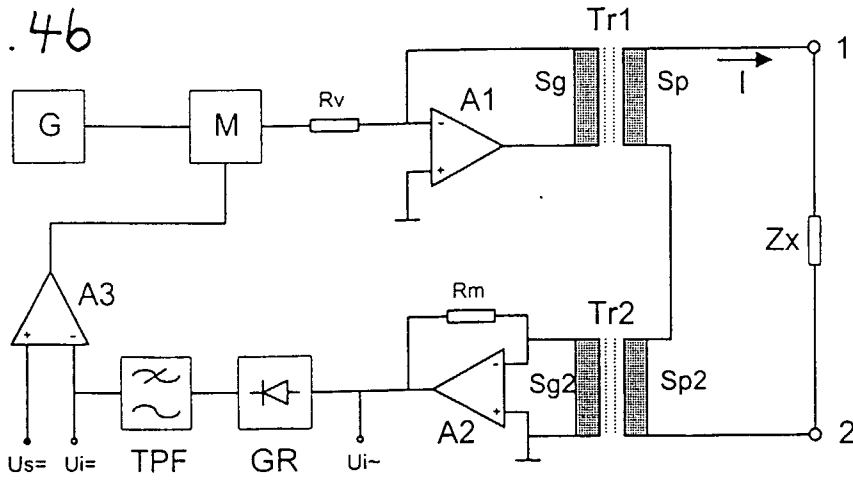 . 4b
Tr1
1
Sg
Sp
I
G
M
Rv
A1
-
+
Zx
A3
+
-
Rm
Tr2
Sg2
Sp2
-
+
A2
2
Us=
Ui=
TPF
GR
Ui~